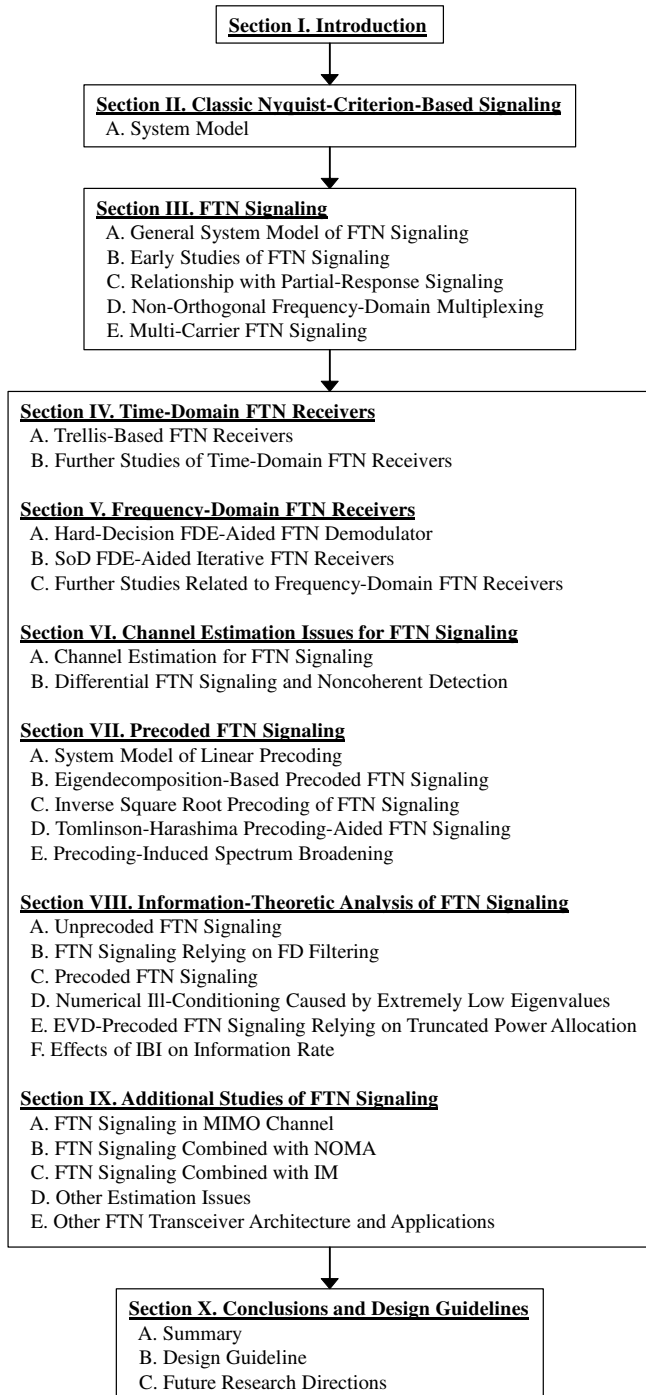 Section I. Introduction
Section II. Classic Nyquist-Criterion-Based Signaling
A. System Model
Section III. FTN Signaling
A. General System Model of FTN Signaling
B. Early Studies of FTN Signaling
C. Relationship with Partial-Response Signaling
D. Non-Orthogonal Frequency-Domain Multiplexing
E. Multi-Carrier FTN Signaling
Section IV. Time-Domain FTN Receivers
A. Trellis-Based FTN Receivers
B. Further Studies of Time-Domain FTN Receivers
Section V. Frequency-Domain FTN Receivers
A. Hard-Decision FDE-Aided FTN Demodulator
B. SoD FDE-Aided Iterative FTN Receivers
C. Further Studies Related to Frequency-Domain FTN Receivers
Section VI. Channel Estimation Issues for FTN Signaling
A. Channel Estimation for FTN Signaling
B. Differential FTN Signaling and Noncoherent Detection
Section VII. Precoded FTN Signaling
A. System Model of Linear Precoding
B. Eigendecomposition-Based Precoded FTN Signaling
C. Inverse Square Root Precoding of FTN Signaling
D. Tomlinson-Harashima Precoding-Aided FTN Signaling
E. Precoding-Induced Spectrum Broadening
Section VIII. Information-Theoretic Analysis of FTN Signaling
A. Unprecoded FTN Signaling
B. FTN Signaling Relying on FD Filtering
C. Precoded FTN Signaling
D. Numerical Ill-Conditioning Caused by Extremely Low Eigenvalues
E. EVD-Precoded FTN Signaling Relying on Truncated Power Allocation
F. Effects of IBI on Information Rate
Section IX. Additional Studies of FTN Signaling
A. FTN Signaling in MIMO Channel
B. FTN Signaling Combined with NOMA
C. FTN Signaling Combined with IM
D. Other Estimation Issues
E. Other FTN Transceiver Architecture and Applications
Section X. Conclusions and Design Guidelines
A. Summary
B. Design Guideline
C. Future Research Directions